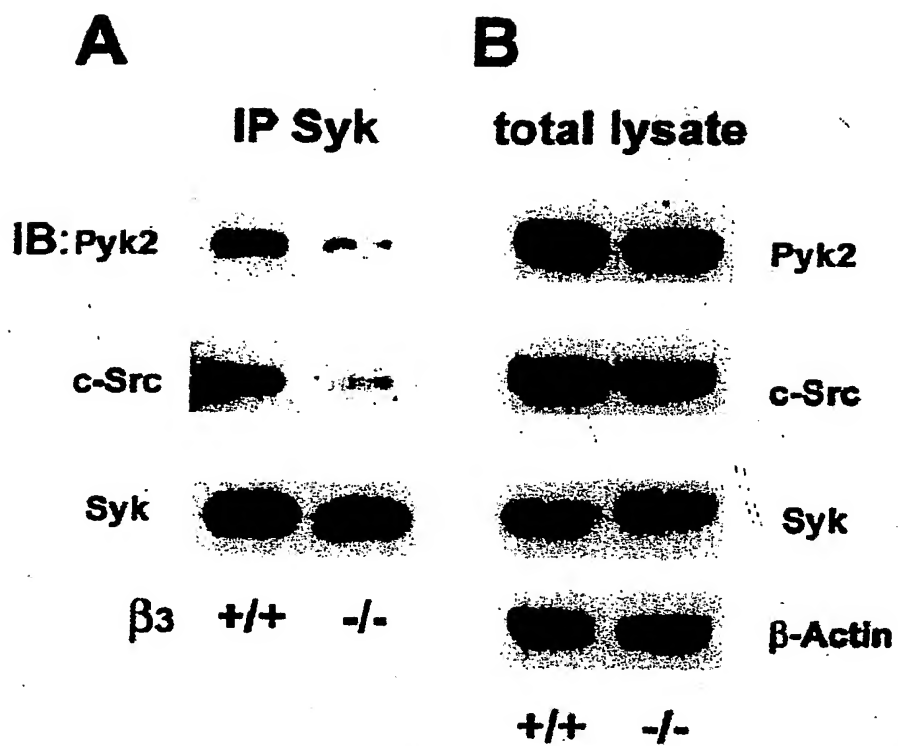 A
B
IP Syk
total lysate
IB: Pyk2
Pyk2
c-Src
c-Src
Syk
Syk
β3 +/+ -/-
β-Actin
+/+ -/-